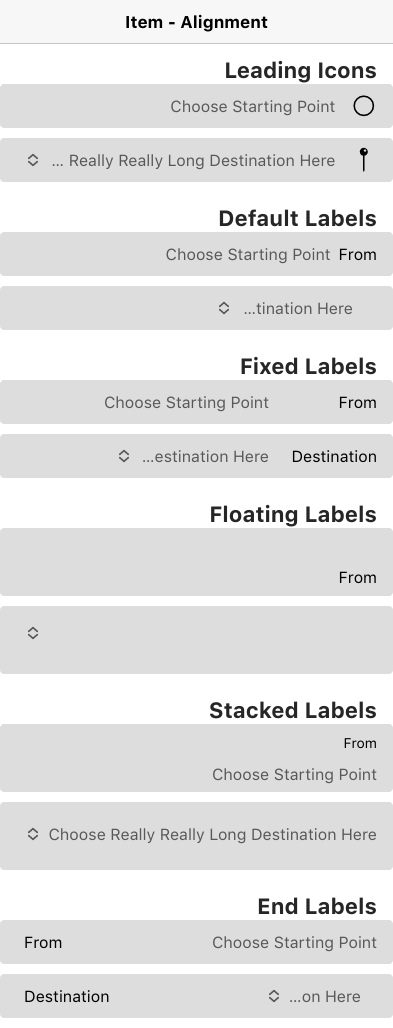 Item - Alignment
Leading Icons
Choose Starting Point
... Really Really Long Destination Here
Default Labels
From Choose Starting Point
...tination Here
Fixed Labels
From Choose Starting Point
Destination ...estination Here
Floating Labels
From
Stacked Labels
From
Choose Starting Point
Choose Really Really Long Destination Here
End Labels
Choose Starting Point From
...on Here Destination